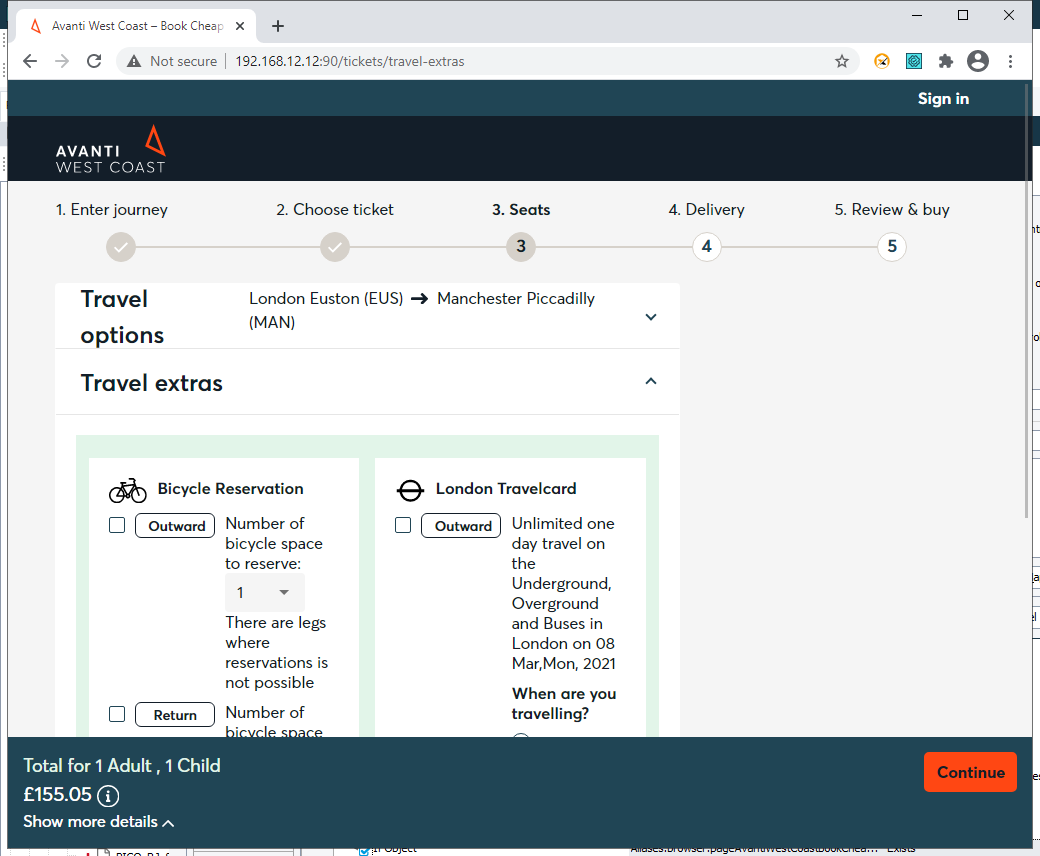 Avanti West Coast – Book Cheap
Not secure
192.168.12.12:90/tickets/travel-extras
Sign in
AVANTI
WEST COAST
1. Enter journey
2. Choose ticket
3. Seats
4. Delivery
5. Review & buy
3
4
5
Travel
options
London Euston (EUS) → Manchester Piccadilly
(MAN)
Travel extras
Bicycle Reservation
Outward
Number of
bicycle space
to reserve:
1
There are legs
where
reservations is
not possible
Return
Number of
bicycle space
London Travelcard
Outward
Unlimited one
day travel on
the
Underground,
Overground
and Buses in
London on 08
Mar,Mon, 2021
When are you
travelling?
Total for 1 Adult , 1 Child
£155.05
Show more details
Continue
Exists